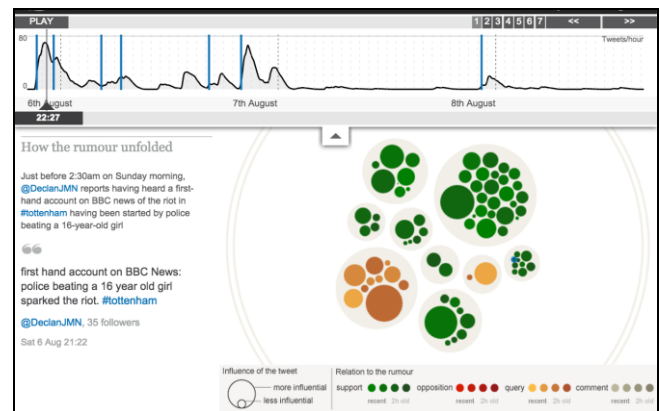 PLAY
1 2 3 4 5 6 7 << >>
80
Tweets/hour
0
6th August 7th August 8th August
22:27
How the rumour unfolded
Just before 2:30am on Sunday morning,
@DeclanJMN reports having heard a first-
hand account on BBC news of the riot in
#tottenham having been started by police
beating a 16-year-old girl
“
first hand account on BBC News:
police beating a 16 year old girl
sparked the riot. #tottenham
@DeclanJMN, 35 followers
Sat 6 Aug 21:22
Influence of the tweet
more influential
less influential
Relation to the rumour
support opposition query comment
recent 2h old recent 2h old recent 2h old recent 2h old